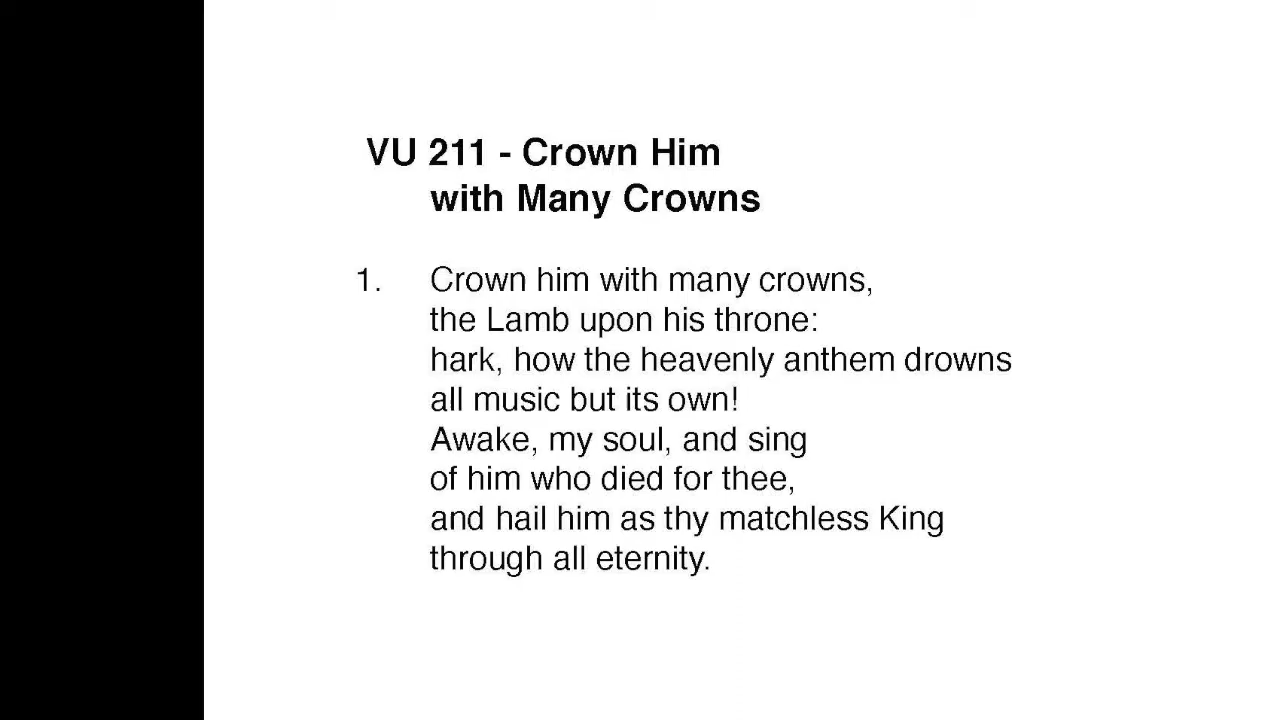 VU 211 - Crown Him
with Many Crowns
1. Crown him with many crowns,
the Lamb upon his throne:
hark, how the heavenly anthem drowns
all music but its own!
Awake, my soul, and sing
of him who died for thee,
and hail him as thy matchless King
through all eternity.